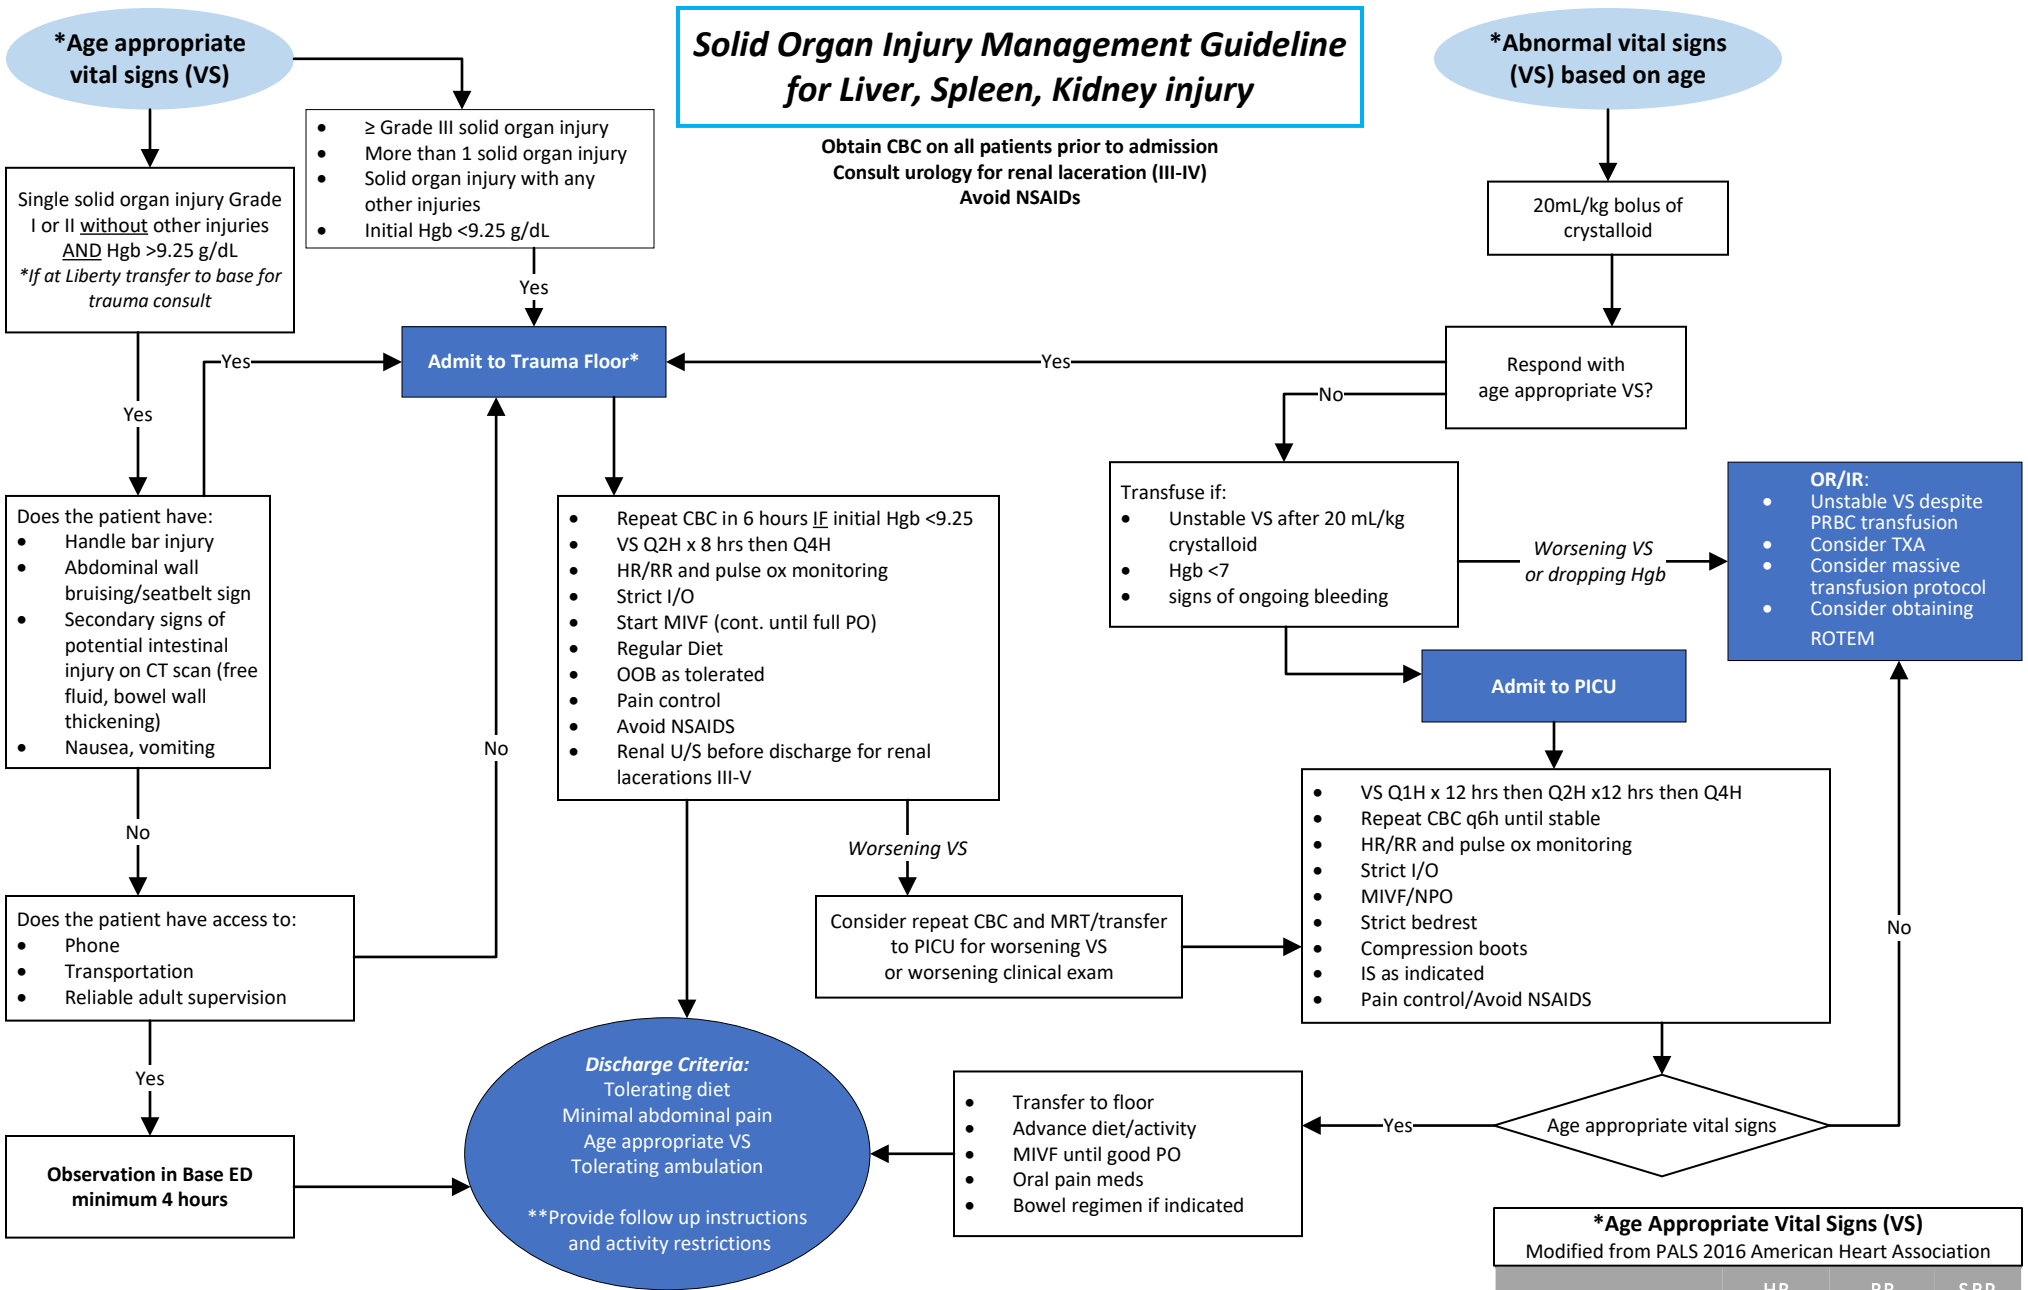 *Age appropriate
vital signs (VS)
Solid Organ Injury Management Guideline
for Liver, Spleen, Kidney injury
*Abnormal vital signs
(VS) based on age
Obtain CBC on all patients prior to admission
Consult urology for renal laceration (III-IV)
Avoid NSAIDs
• ≥ Grade III solid organ injury
• More than 1 solid organ injury
• Solid organ injury with any
other injuries
• Initial Hgb <9.25 g/dL
Single solid organ injury Grade
I or II without other injuries
AND Hgb >9.25 g/dL
*If at Liberty transfer to base for
trauma consult
20mL/kg bolus of
crystalloid
Yes
Admit to Trauma Floor*
Yes
Yes
Respond with
age appropriate VS?
No
Yes
Does the patient have:
• Handle bar injury
• Abdominal wall
bruising/seatbelt sign
• Secondary signs of
potential intestinal
injury on CT scan (free
fluid, bowel wall
thickening)
• Nausea, vomiting
No
• Repeat CBC in 6 hours IF initial Hgb <9.25
• VS Q2H x 8 hrs then Q4H
• HR/RR and pulse ox monitoring
• Strict I/O
• Start MIVF (cont. until full PO)
• Regular Diet
• OOB as tolerated
• Pain control
• Avoid NSAIDS
• Renal U/S before discharge for renal
lacerations III-V
Transfuse if:
• Unstable VS after 20 mL/kg
crystalloid
• Hgb <7
• signs of ongoing bleeding
Worsening VS
or dropping Hgb
OR/IR:
• Unstable VS despite
PRBC transfusion
• Consider TXA
• Consider massive
transfusion protocol
• Consider obtaining
ROTEM
Admit to PICU
No
Worsening VS
• VS Q1H x 12 hrs then Q2H x12 hrs then Q4H
• Repeat CBC q6h until stable
• HR/RR and pulse ox monitoring
• Strict I/O
• MIVF/NPO
• Strict bedrest
• Compression boots
• IS as indicated
• Pain control/Avoid NSAIDS
No
Does the patient have access to:
• Phone
• Transportation
• Reliable adult supervision
Consider repeat CBC and MRT/transfer
to PICU for worsening VS
or worsening clinical exam
Yes
Observation in Base ED
minimum 4 hours
Discharge Criteria:
Tolerating diet
Minimal abdominal pain
Age appropriate VS
Tolerating ambulation
**Provide follow up instructions
and activity restrictions
• Transfer to floor
• Advance diet/activity
• MIVF until good PO
• Oral pain meds
• Bowel regimen if indicated
Yes
Age appropriate vital signs
*Age Appropriate Vital Signs (VS)
Modified from PALS 2016 American Heart Association
HR RR SBP